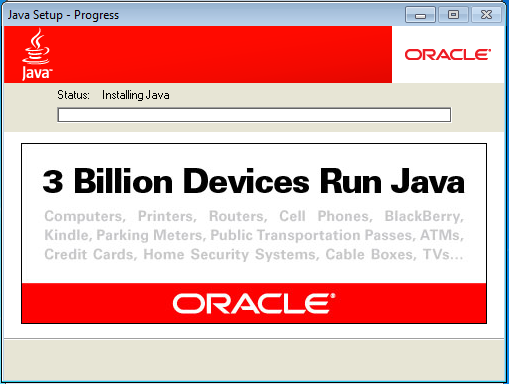 Java Setup - Progress
Java™
ORACLE®
Status: Installing Java
3 Billion Devices Run Java
Computers, Printers, Routers, Cell Phones, BlackBerry,
Kindle, Parking Meters, Public Transportation Passes, ATMs,
Credit Cards, Home Security Systems, Cable Boxes, TVs...
ORACLE®